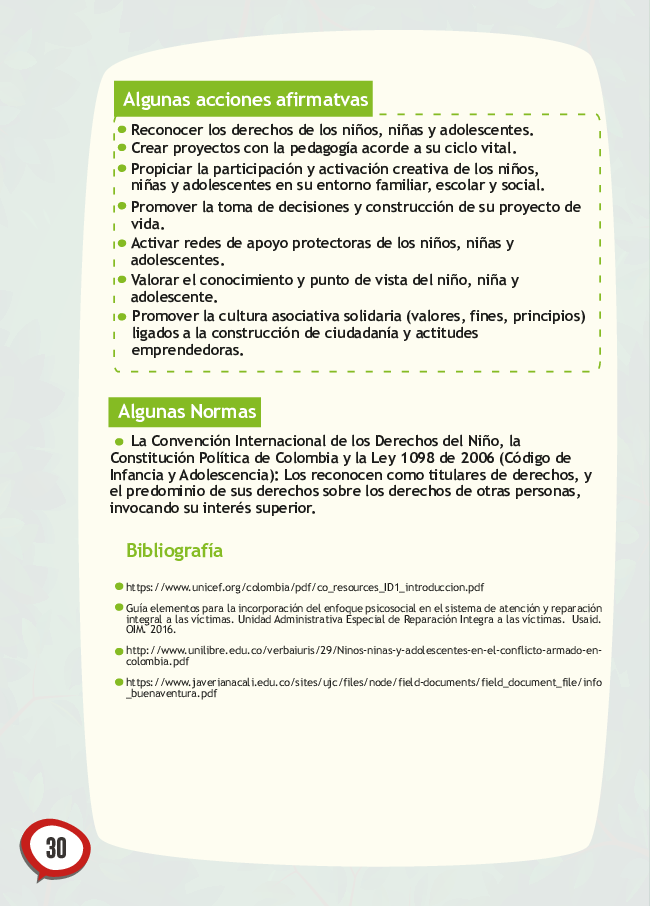 Algunas acciones afirmatvas
Reconocer los derechos de los niños, niñas y adolescentes.
Crear proyectos con la pedagogía acorde a su ciclo vital.
Propiciar la participación y activación creativa de los niños,
niñas y adolescentes en su entorno familiar, escolar y social.
Promover la toma de decisiones y construcción de su proyecto de
vida.
Activar redes de apoyo protectoras de los niños, niñas y
adolescentes.
Valorar el conocimiento y punto de vista del niño, niña y
adolescente.
Promover la cultura asociativa solidaria (valores, fines, principios)
ligados a la construcción de ciudadanía y actitudes
emprendedoras.
Algunas Normas
La Convención Internacional de los Derechos del Niño, la
Constitución Política de Colombia y la Ley 1098 de 2006 (Código de
Infancia y Adolescencia): Los reconocen como titulares de derechos, y
el predominio de sus derechos sobre los derechos de otras personas,
invocando su interés superior.
Bibliografía
https://www.unicef.org/colombia/pdf/co_resources_ID1_introduccion.pdf
Guía elementos para la incorporación del enfoque psicosocial en el sistema de atención y reparación
integral a las víctimas. Unidad Administrativa Especial de Reparación Integra a las víctimas. Usaid.
OIM. 2016.
http://www.unilibre.edu.co/verbaiuris/29/Ninos-ninas-y-adolescentes-en-el-conflicto-armado-en-
colombia.pdf
https://www.javerianacali.edu.co/sites/ujc/files/node/field-documents/field_document_file/info
_buenaventura.pdf
30